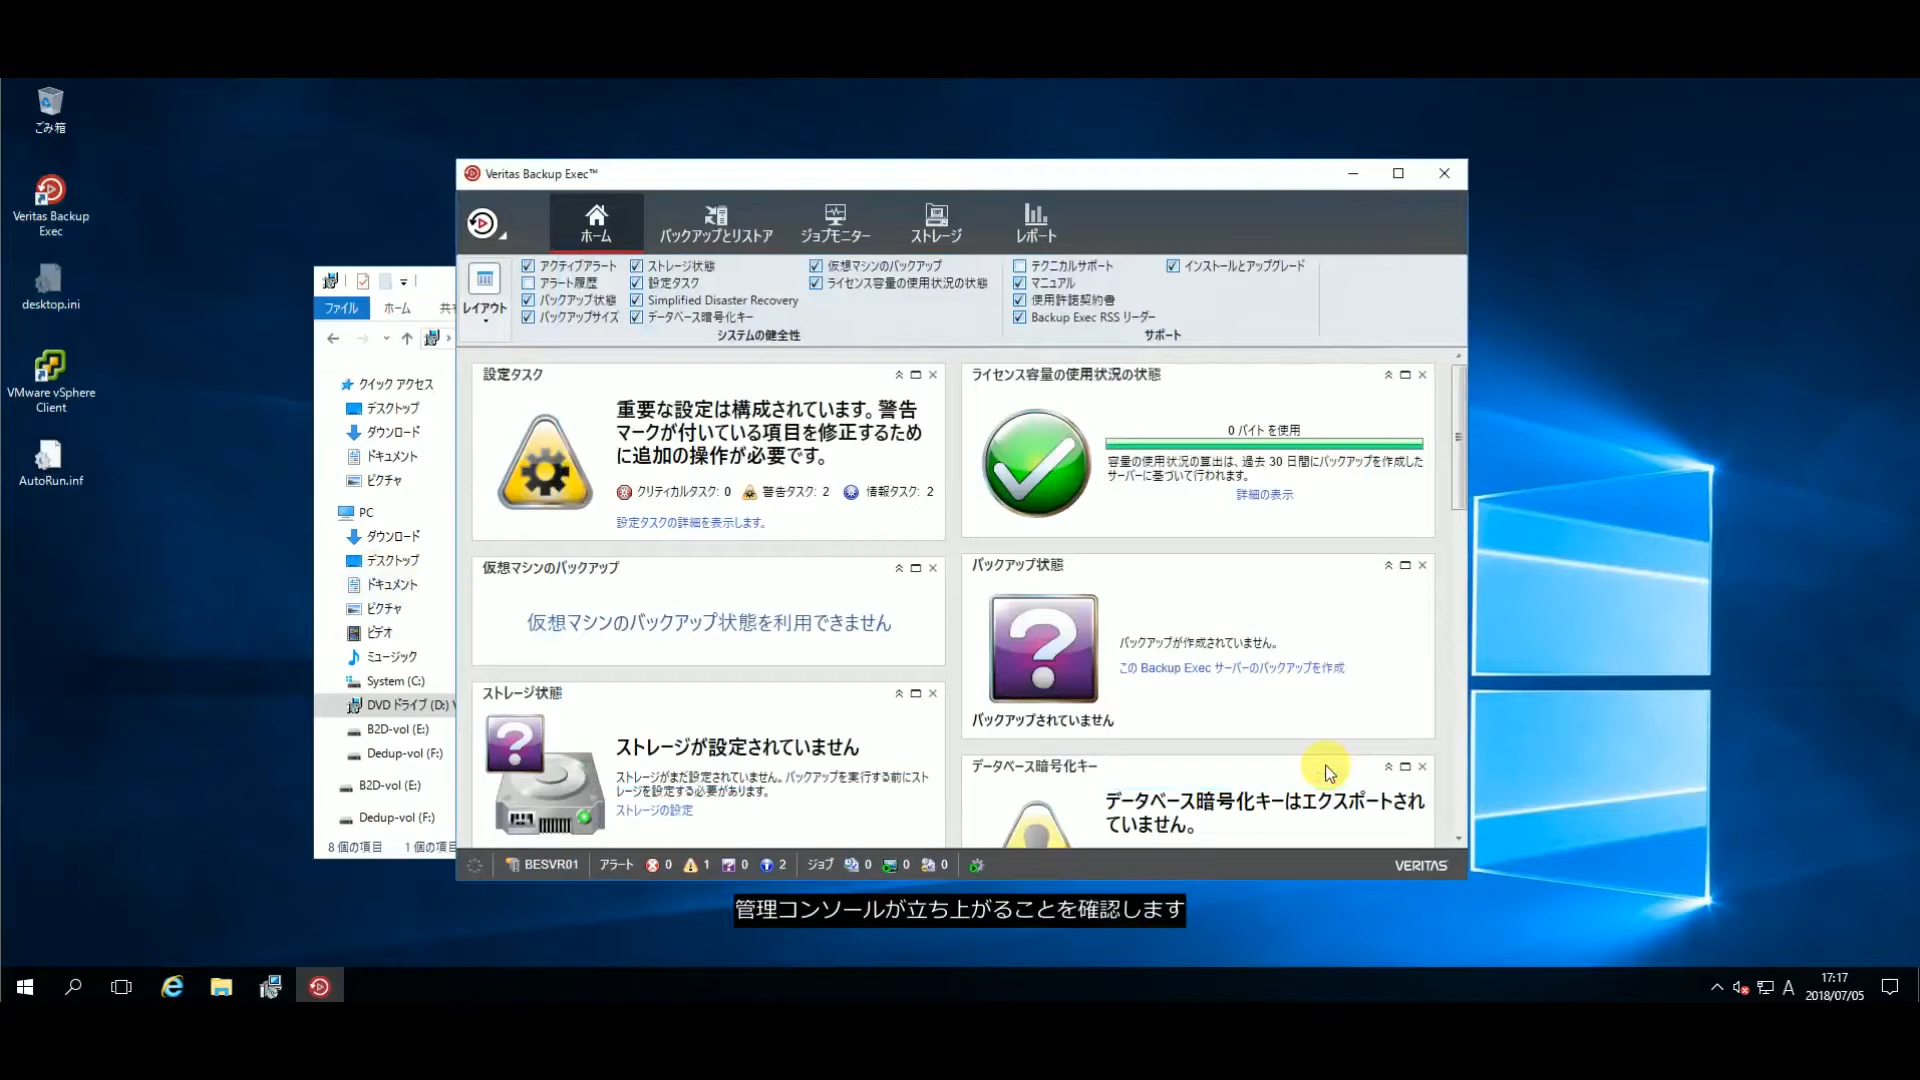 ごみ箱
Veritas Backup
Exec
desktop.ini
VMware vSphere
Client
AutoRun.inf
ファイル
ホーム
クイック アクセス
デスクトップ
ダウンロード
ドキュメント
ピクチャ
PC
ダウンロード
デスクトップ
ドキュメント
ピクチャ
ビデオ
ミュージック
System (C:)
DVD ドライブ (D:)
B2D-vol (E:)
Dedup-vol (F:)
B2D-vol (E:)
Dedup-vol (F:)
8 個の項目 1 個の項目
Veritas Backup Exec™
ホーム
バックアップとリストア
ジョブモニター
ストレージ
レポート
レイアウト
アクティブアラート
アラート履歴
バックアップ状態
バックアップサイズ
ストレージ状態
設定タスク
Simplified Disaster Recovery
データベース暗号化キー
仮想マシンのバックアップ
ライセンス容量の使用状況の状態
システムの健全性
テクニカルサポート
マニュアル
使用許諾契約書
Backup Exec RSS リーダー
インストールとアップグレード
サポート
設定タスク
重要な設定は構成されています。警告
マークが付いている項目を修正するため
に追加の操作が必要です。
クリティカルタスク: 0 警告タスク: 2 情報タスク: 2
設定タスクの詳細を表示します。
仮想マシンのバックアップ
仮想マシンのバックアップ状態を利用できません
ストレージ状態
ストレージが設定されていません
ストレージがまだ設定されていません。バックアップを実行する前にスト
レージを設定する必要があります。
ストレージの設定
ライセンス容量の使用状況の状態
0 バイト を使用
容量の使用状況の算出は、過去 30 日間にバックアップを作成した
サーバーに基づいて行われます。
詳細の表示
バックアップ状態
バックアップが作成されていません。
この Backup Exec サーバーのバックアップを作成
バックアップされていません
データベース暗号化キー
データベース暗号化キーはエクスポートされ
ていません。
BESVR01 アラート 0 1 0 2 ジョブ 0 0 0
VERITAS
管理コンソールが立ち上がることを確認します
A
17:17
2018/07/05